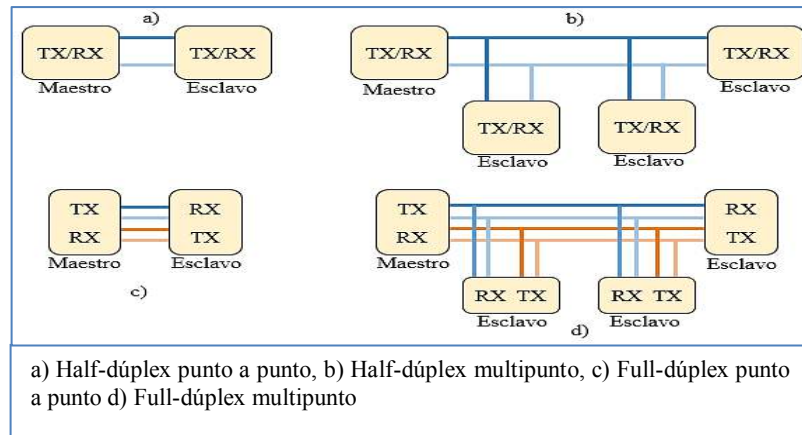 a)
TX/RX TX/RX
Maestro Esclavo
b)
TX/RX TX/RX
Maestro Esclavo
TX/RX TX/RX
Esclavo Esclavo
TX RX
RX TX
Maestro Esclavo
c)
TX RX
RX TX
Maestro Esclavo
RX TX RX TX
Esclavo Esclavo
d)
a) Half-dúplex punto a punto, b) Half-dúplex multipunto, c) Full-dúplex punto
a punto d) Full-dúplex multipunto